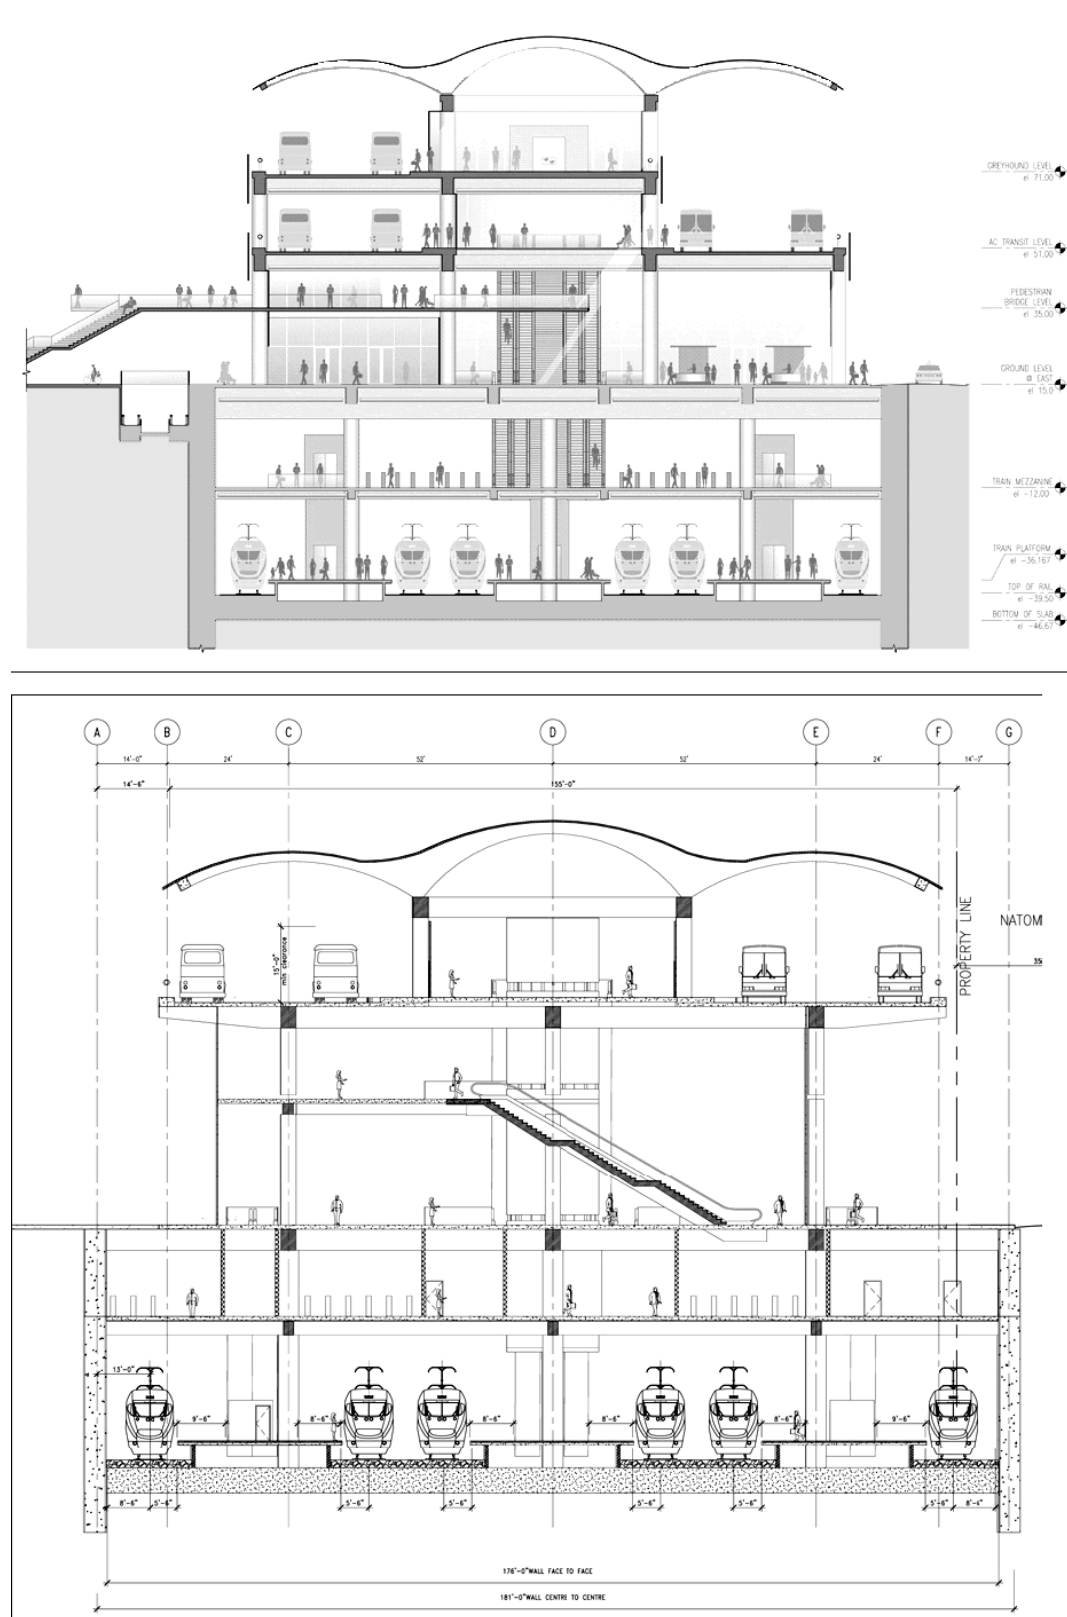 GREYHOUND LEVEL
el 71.00
AC TRANSIT LEVEL
el 51.00
PEDESTRIAN
BRIDGE LEVEL
el 35.00
GROUND LEVEL
@ EAST
el 15.0
TRAIN MEZZANINE
el -12.00
TRAIN PLATFORM
el -36.167
TOP OF RAIL
el -39.50
BOTTOM OF SLAB
el -46.67
A B C D E F G
14'-0" 24' 52' 52' 24' 14'-0"
14'-6" 155'-0"
15'-0"
min clearance
PROPERTY LINE
NATOM
35
13'-0"
9'-6" 8'-6" 8'-6" 8'-6" 8'-6" 9'-6"
8'-6" 5'-6" 5'-6" 5'-6" 5'-6" 5'-6" 5'-6" 8'-6"
176'-0"WALL FACE TO FACE
181'-0"WALL CENTRE TO CENTRE